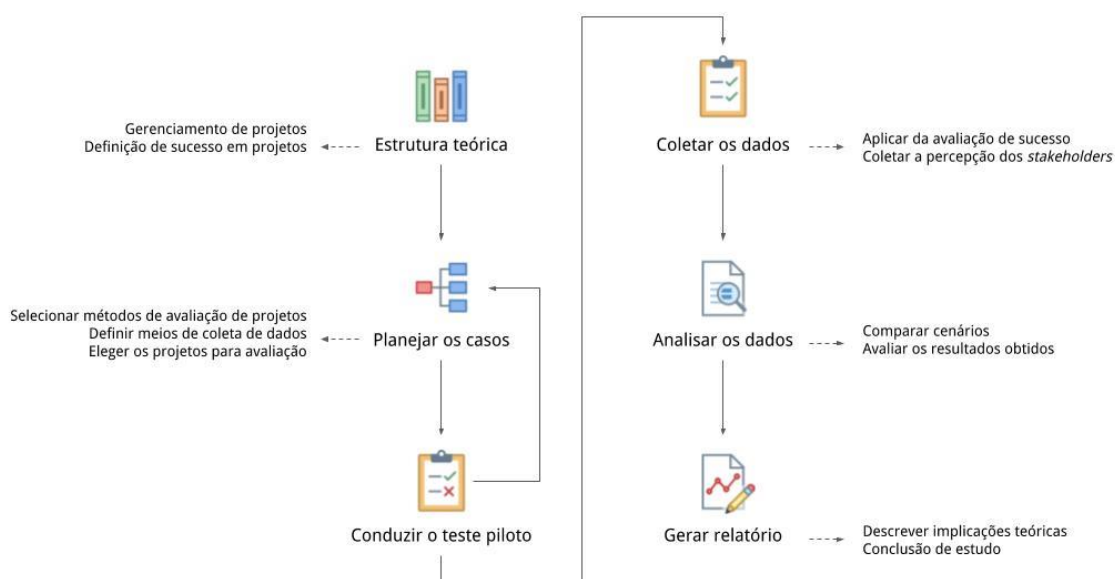 Estrutura teórica
Gerenciamento de projetos
Definição de sucesso em projetos
Planejar os casos
Selecionar métodos de avaliação de projetos
Definir meios de coleta de dados
Eleger os projetos para avaliação
Conduzir o teste piloto
Coletar os dados
Aplicar da avaliação de sucesso
Coletar a percepção dos stakeholders
Analisar os dados
Comparar cenários
Avaliar os resultados obtidos
Gerar relatório
Descrever implicações teóricas
Conclusão de estudo